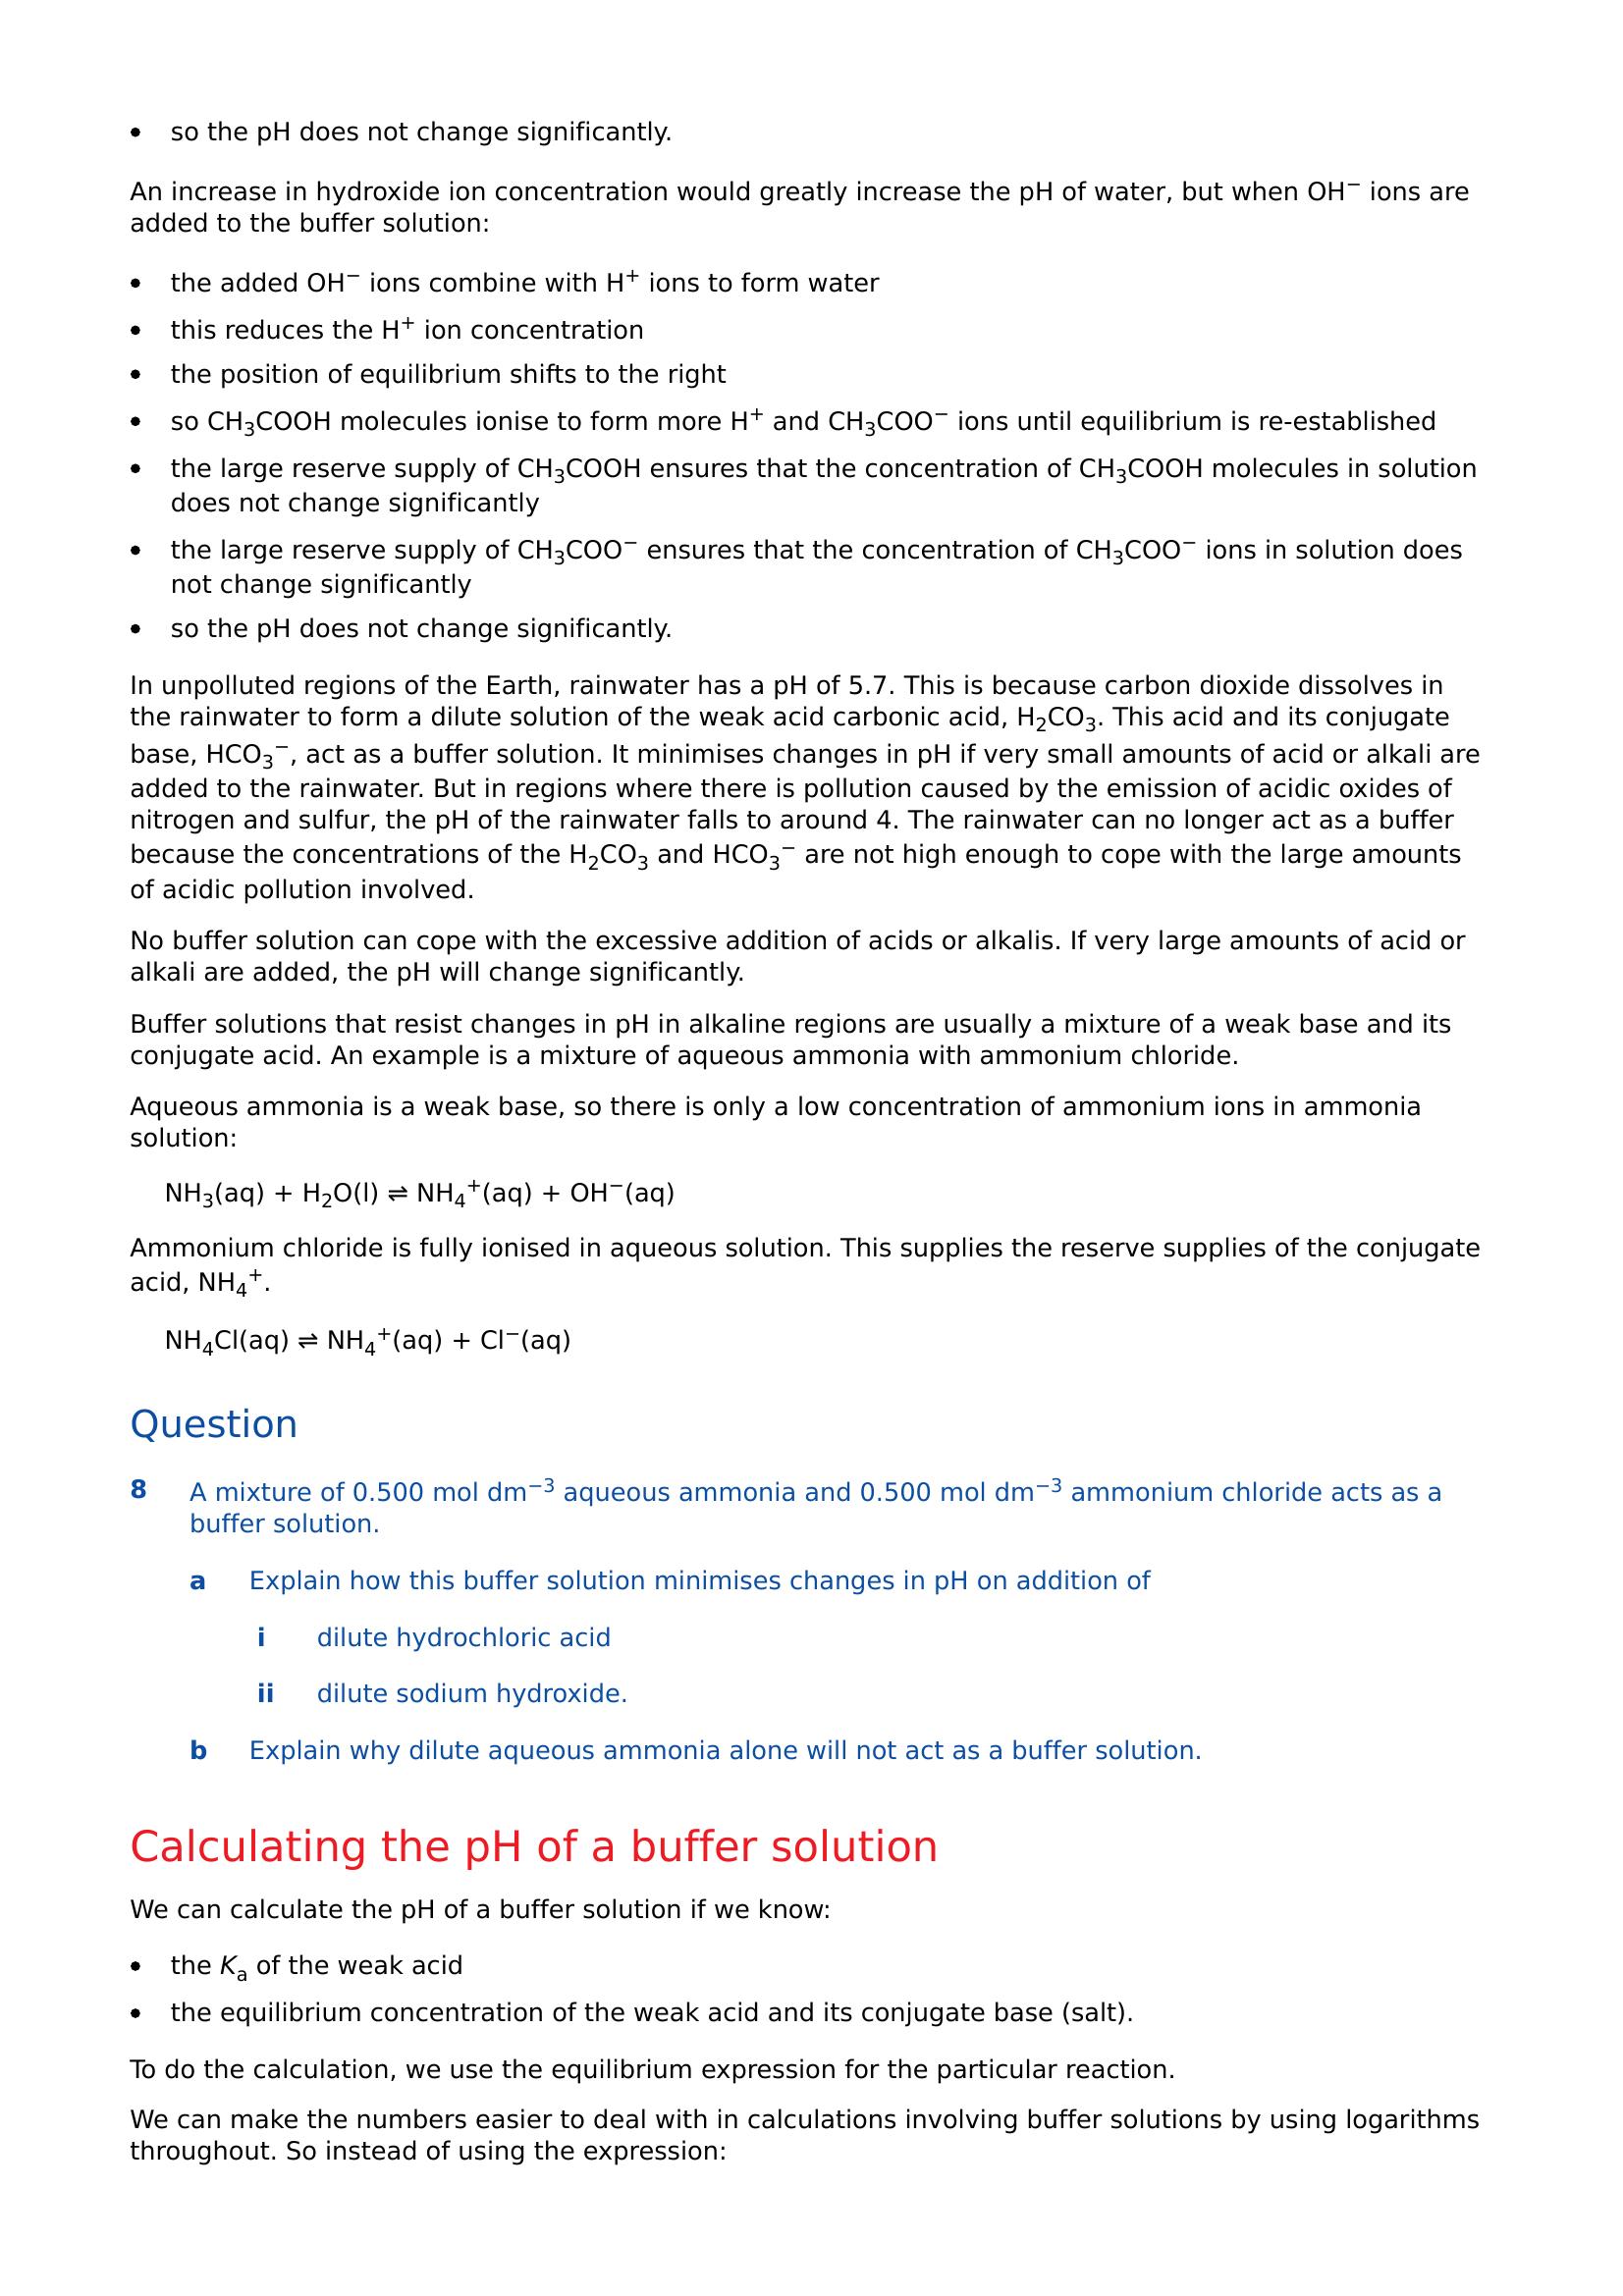 • so the pH does not change significantly.
An increase in hydroxide ion concentration would greatly increase the pH of water, but when OH⁻ ions are
added to the buffer solution:
• the added OH⁻ ions combine with H⁺ ions to form water
• this reduces the H⁺ ion concentration
• the position of equilibrium shifts to the right
• so CH₃COOH molecules ionise to form more H⁺ and CH₃COO⁻ ions until equilibrium is re-established
• the large reserve supply of CH₃COOH ensures that the concentration of CH₃COOH molecules in solution
does not change significantly
• the large reserve supply of CH₃COO⁻ ensures that the concentration of CH₃COO⁻ ions in solution does
not change significantly
• so the pH does not change significantly.
In unpolluted regions of the Earth, rainwater has a pH of 5.7. This is because carbon dioxide dissolves in
the rainwater to form a dilute solution of the weak acid carbonic acid, H₂CO₃. This acid and its conjugate
base, HCO₃⁻, act as a buffer solution. It minimises changes in pH if very small amounts of acid or alkali are
added to the rainwater. But in regions where there is pollution caused by the emission of acidic oxides of
nitrogen and sulfur, the pH of the rainwater falls to around 4. The rainwater can no longer act as a buffer
because the concentrations of the H₂CO₃ and HCO₃⁻ are not high enough to cope with the large amounts
of acidic pollution involved.
No buffer solution can cope with the excessive addition of acids or alkalis. If very large amounts of acid or
alkali are added, the pH will change significantly.
Buffer solutions that resist changes in pH in alkaline regions are usually a mixture of a weak base and its
conjugate acid. An example is a mixture of aqueous ammonia with ammonium chloride.
Aqueous ammonia is a weak base, so there is only a low concentration of ammonium ions in ammonia
solution:
NH₃(aq) + H₂O(l) ⇌ NH₄⁺(aq) + OH⁻(aq)
Ammonium chloride is fully ionised in aqueous solution. This supplies the reserve supplies of the conjugate
acid, NH₄⁺.
NH₄Cl(aq) ⇌ NH₄⁺(aq) + Cl⁻(aq)
Question
8 A mixture of 0.500 mol dm⁻³ aqueous ammonia and 0.500 mol dm⁻³ ammonium chloride acts as a
buffer solution.
a Explain how this buffer solution minimises changes in pH on addition of
i dilute hydrochloric acid
ii dilute sodium hydroxide.
b Explain why dilute aqueous ammonia alone will not act as a buffer solution.
Calculating the pH of a buffer solution
We can calculate the pH of a buffer solution if we know:
• the Kₐ of the weak acid
• the equilibrium concentration of the weak acid and its conjugate base (salt).
To do the calculation, we use the equilibrium expression for the particular reaction.
We can make the numbers easier to deal with in calculations involving buffer solutions by using logarithms
throughout. So instead of using the expression: